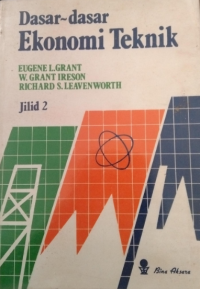 Dasar-dasar
Ekonomi Teknik
EUGENE L. GRANT
W. GRANT IRESON
RICHARD S. LEAVENWORTH
Jilid 2
Bina Aksara